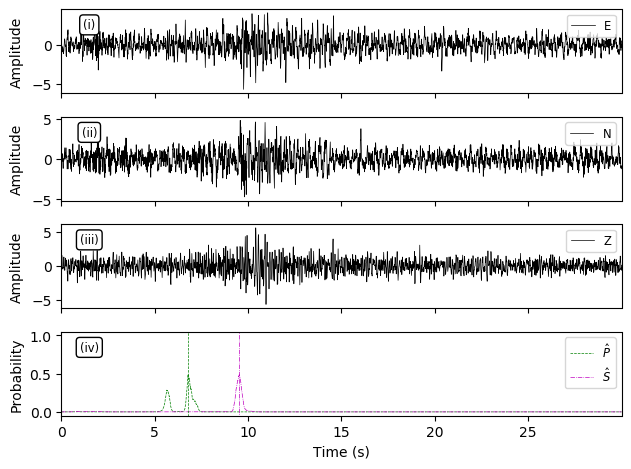 Amplitude
0
−5
(i)
E
Amplitude
5
0
−5
(ii)
N
Amplitude
5
0
−5
(iii)
Z
Probability
1.0
0.5
0.0
(iv)
P̂
Ŝ
0 5 10 15 20 25
Time (s)